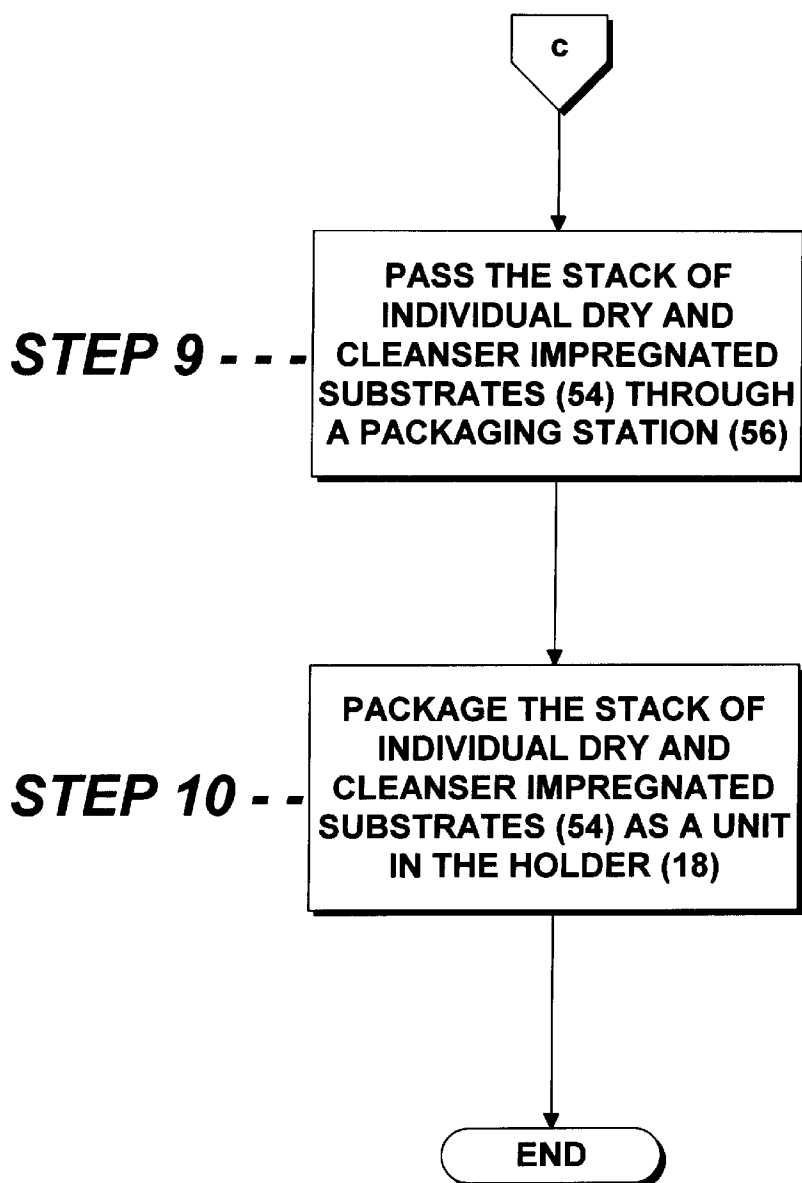 C
STEP 9 - - -
PASS THE STACK OF
INDIVIDUAL DRY AND
CLEANSER IMPREGNATED
SUBSTRATES (54) THROUGH
A PACKAGING STATION (56)
STEP 10 - -
PACKAGE THE STACK OF
INDIVIDUAL DRY AND
CLEANSER IMPREGNATED
SUBSTRATES (54) AS A UNIT
IN THE HOLDER (18)
END